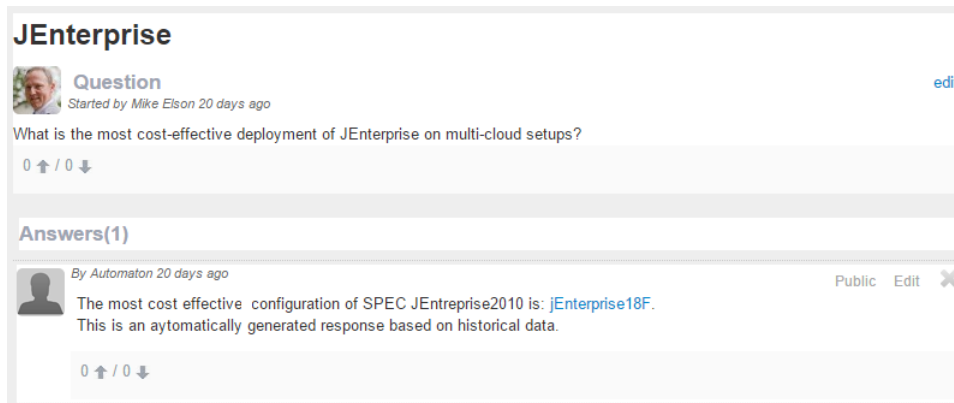 JEnterprise
Question
edi
Started by Mike Elson 20 days ago
What is the most cost-effective deployment of JEnterprise on multi-cloud setups?
0 / 0
Answers(1)
By Automaton 20 days ago
Public Edit
The most cost effective configuration of SPEC JEntreprise2010 is: jEnterprise18F.
This is an aytomatically generated response based on historical data.
0 / 0